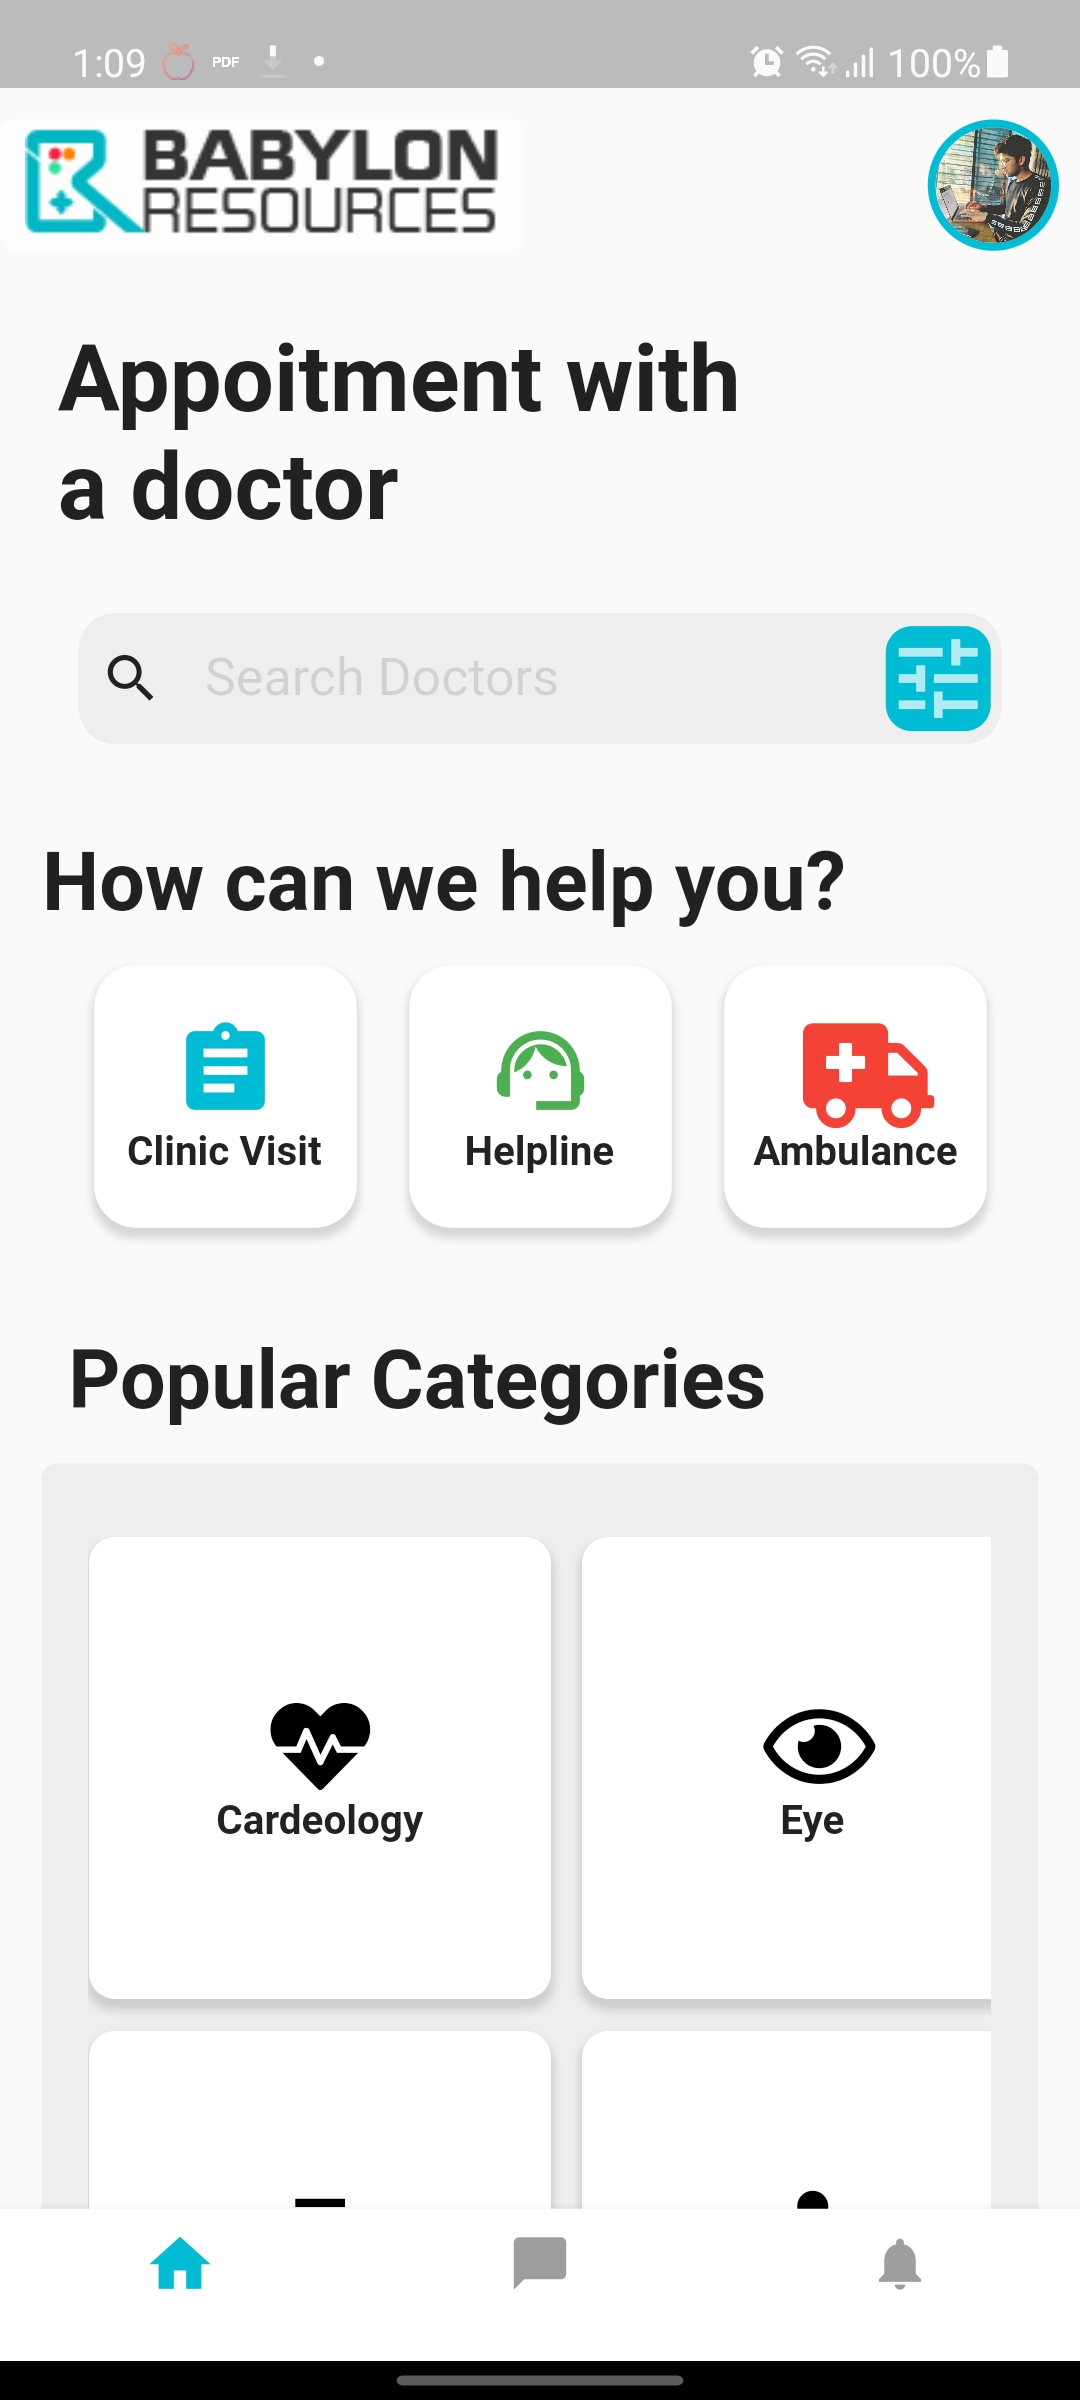 1:09 PDF 100%
BABYLON
RESOURCES
Appoitment with
a doctor
Search Doctors
How can we help you?
Clinic Visit Helpline Ambulance
Popular Categories
Cardeology Eye